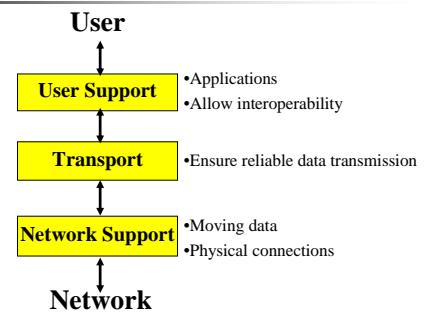 User
User Support
•Applications
•Allow interoperability
Transport
•Ensure reliable data transmission
Network Support
•Moving data
•Physical connections
Network